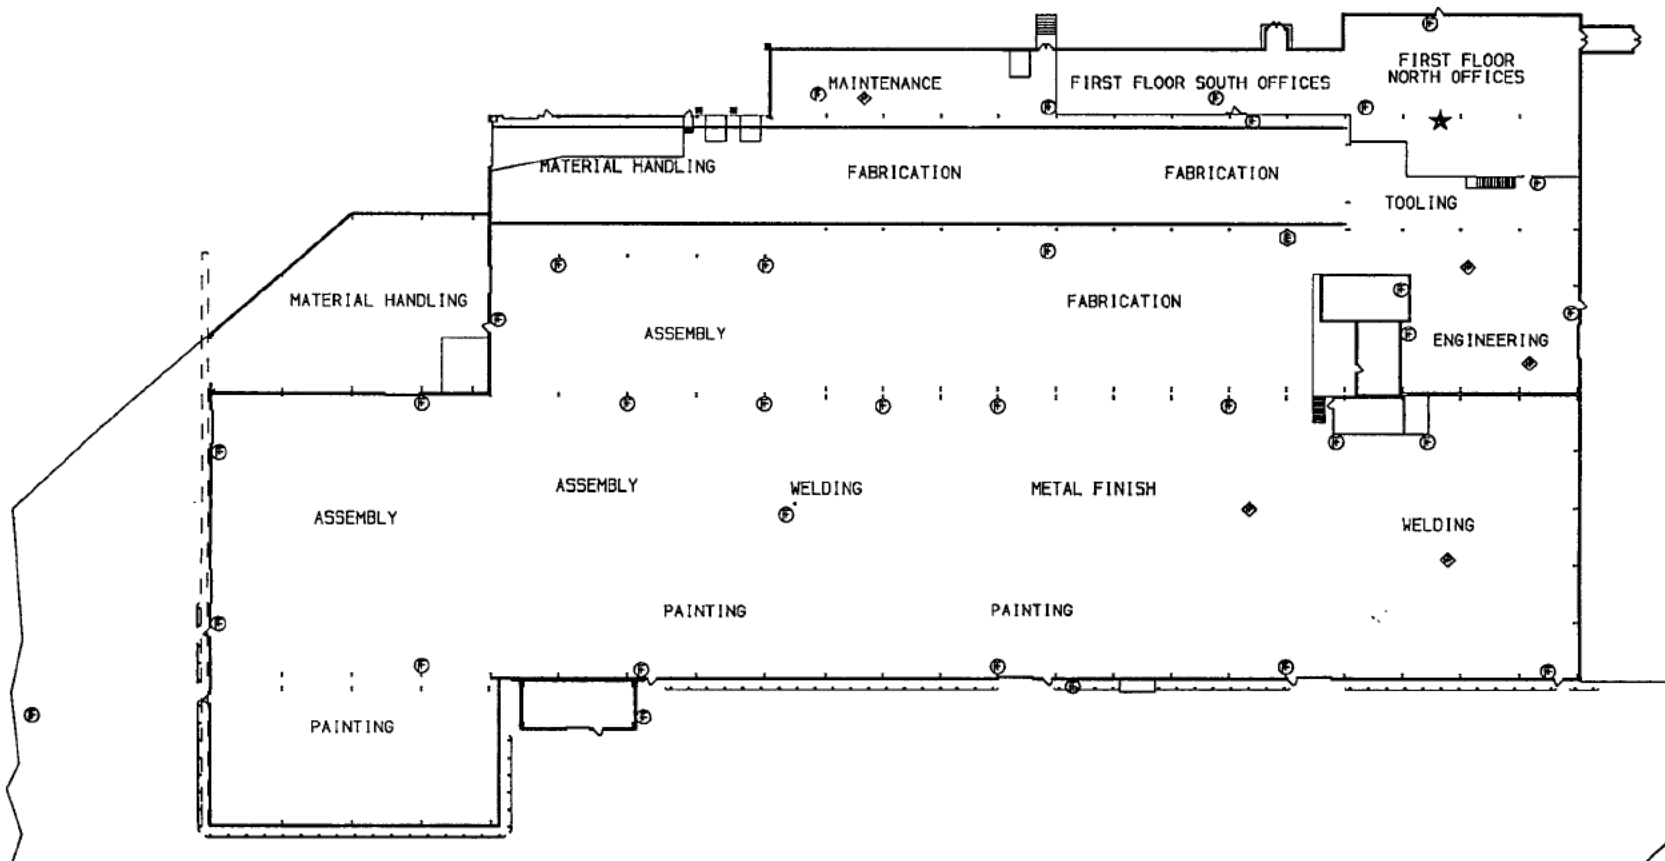 FIRST FLOOR
NORTH OFFICES
MAINTENANCE
FIRST FLOOR SOUTH OFFICES
MATERIAL HANDLING
FABRICATION
FABRICATION
TOOLING
MATERIAL HANDLING
FABRICATION
ASSEMBLY
ENGINEERING
ASSEMBLY
WELDING
METAL FINISH
ASSEMBLY
WELDING
PAINTING
PAINTING
PAINTING